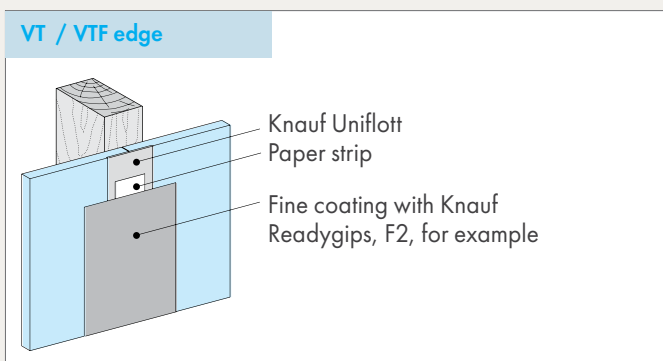 VT / VTF edge
Knauf Uniflott
Paper strip
Fine coating with Knauf
Readygips, F2, for example